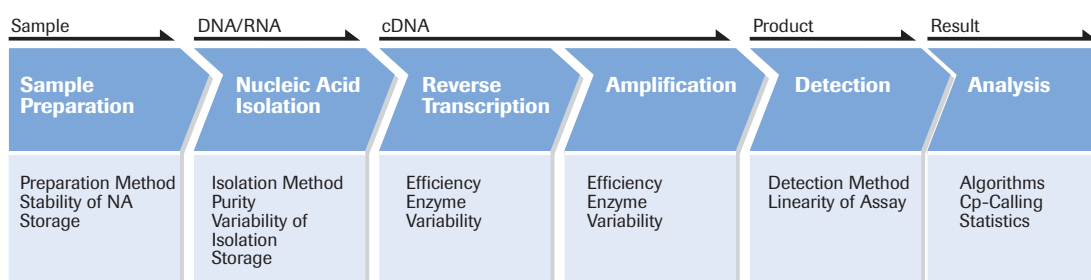 Sample
DNA/RNA
cDNA
Product
Result
Sample
Preparation
Nucleic Acid
Isolation
Reverse
Transcription
Amplification
Detection
Analysis
Preparation Method
Stability of NA
Storage
Isolation Method
Purity
Variability of
Isolation
Storage
Efficiency
Enzyme
Variability
Efficiency
Enzyme
Variability
Detection Method
Linearity of Assay
Algorithms
Cp-Calling
Statistics